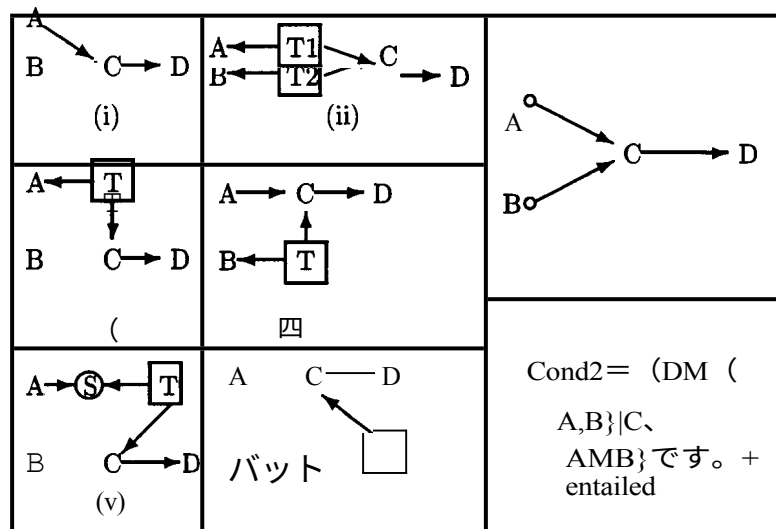 A
B C D
(i)
A T1 C
B T2 D
(ii)
A T
B C D
(
A C D
B T
四
A S T
B C D
(v)
A C D
バット
A
C D
B
Cond2＝（DM（
A,B}|C、
AMB}です。+
entailed